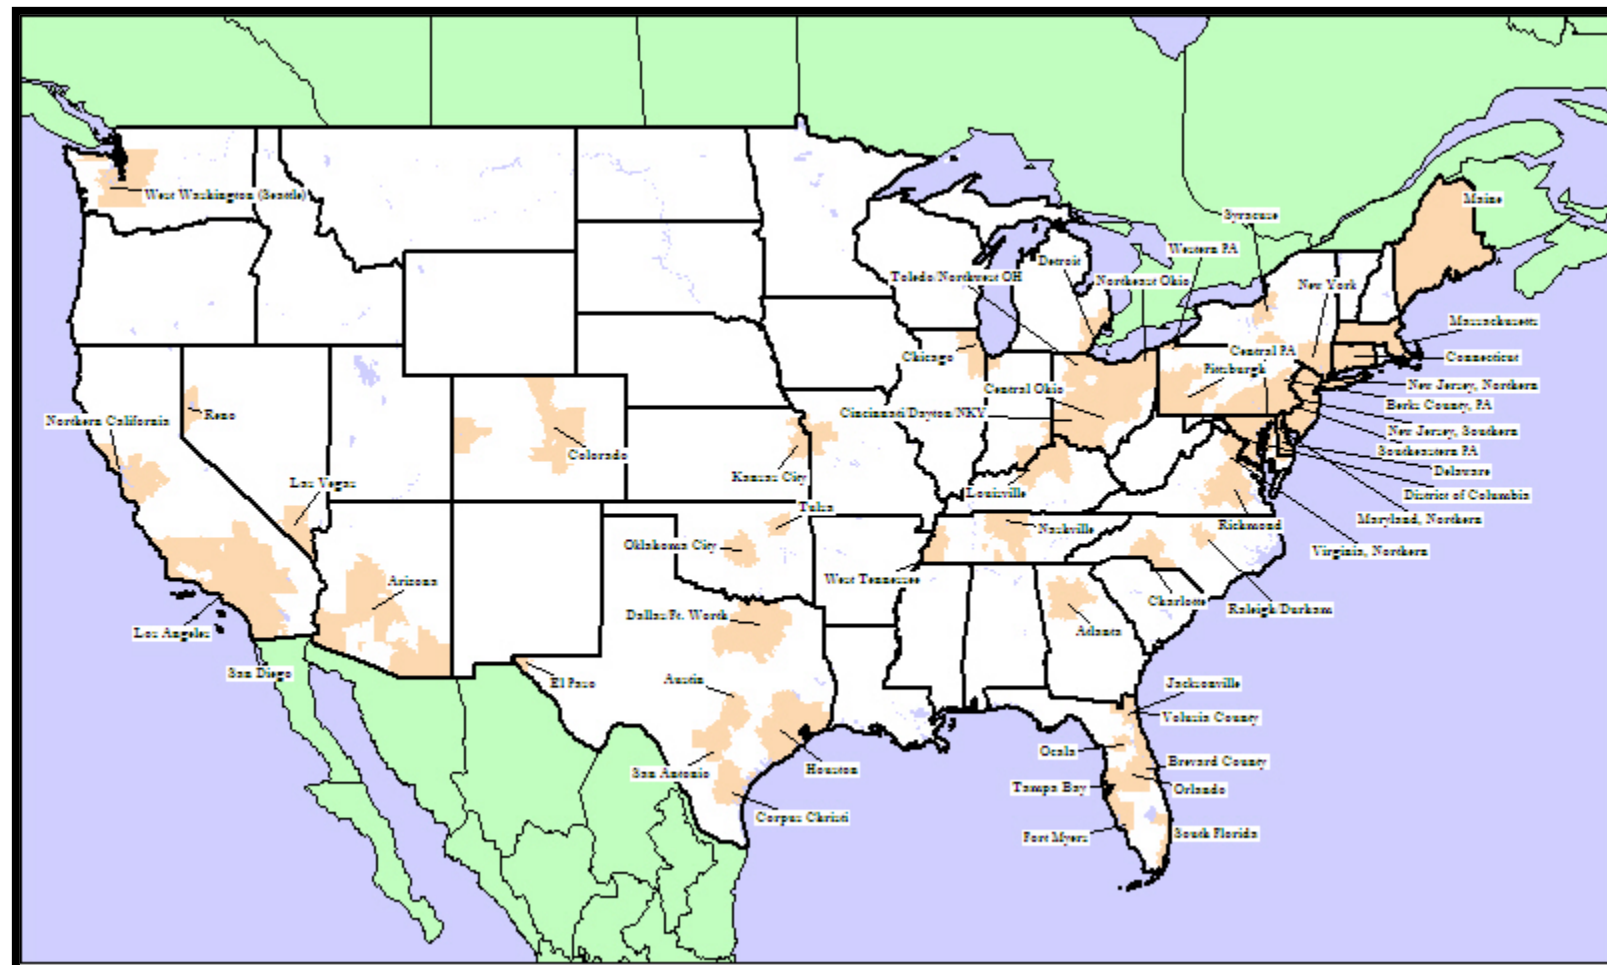 Maine
West Washington (Seattle)
Syracuse
Western PA
Detroit
Toledo/Northwest OH
Northeast Ohio
New York
Massachusetts
Chicago
Central PA
Connecticut
Pittsburgh
New Jersey, Northern
Central Ohio
Berks County, PA
Reno
Cincinnati/Dayton/NKY
Northern California
New Jersey, Southern
Southeastern PA
Colorado
Delaware
Kansas City
Las Vegas
Louisville
District of Columbia
Tulsa
Maryland, Northern
Richmond
Nashville
Oklahoma City
Virginia, Northern
Arizona
West Tennessee
Charlotte
Raleigh/Durham
Dallas/Ft. Worth
Atlanta
Los Angeles
San Diego
El Paso
Austin
Jacksonville
Volusia County
Ocala
Brevard County
San Antonio
Houston
Tampa Bay
Orlando
Corpus Christi
Fort Myers
South Florida